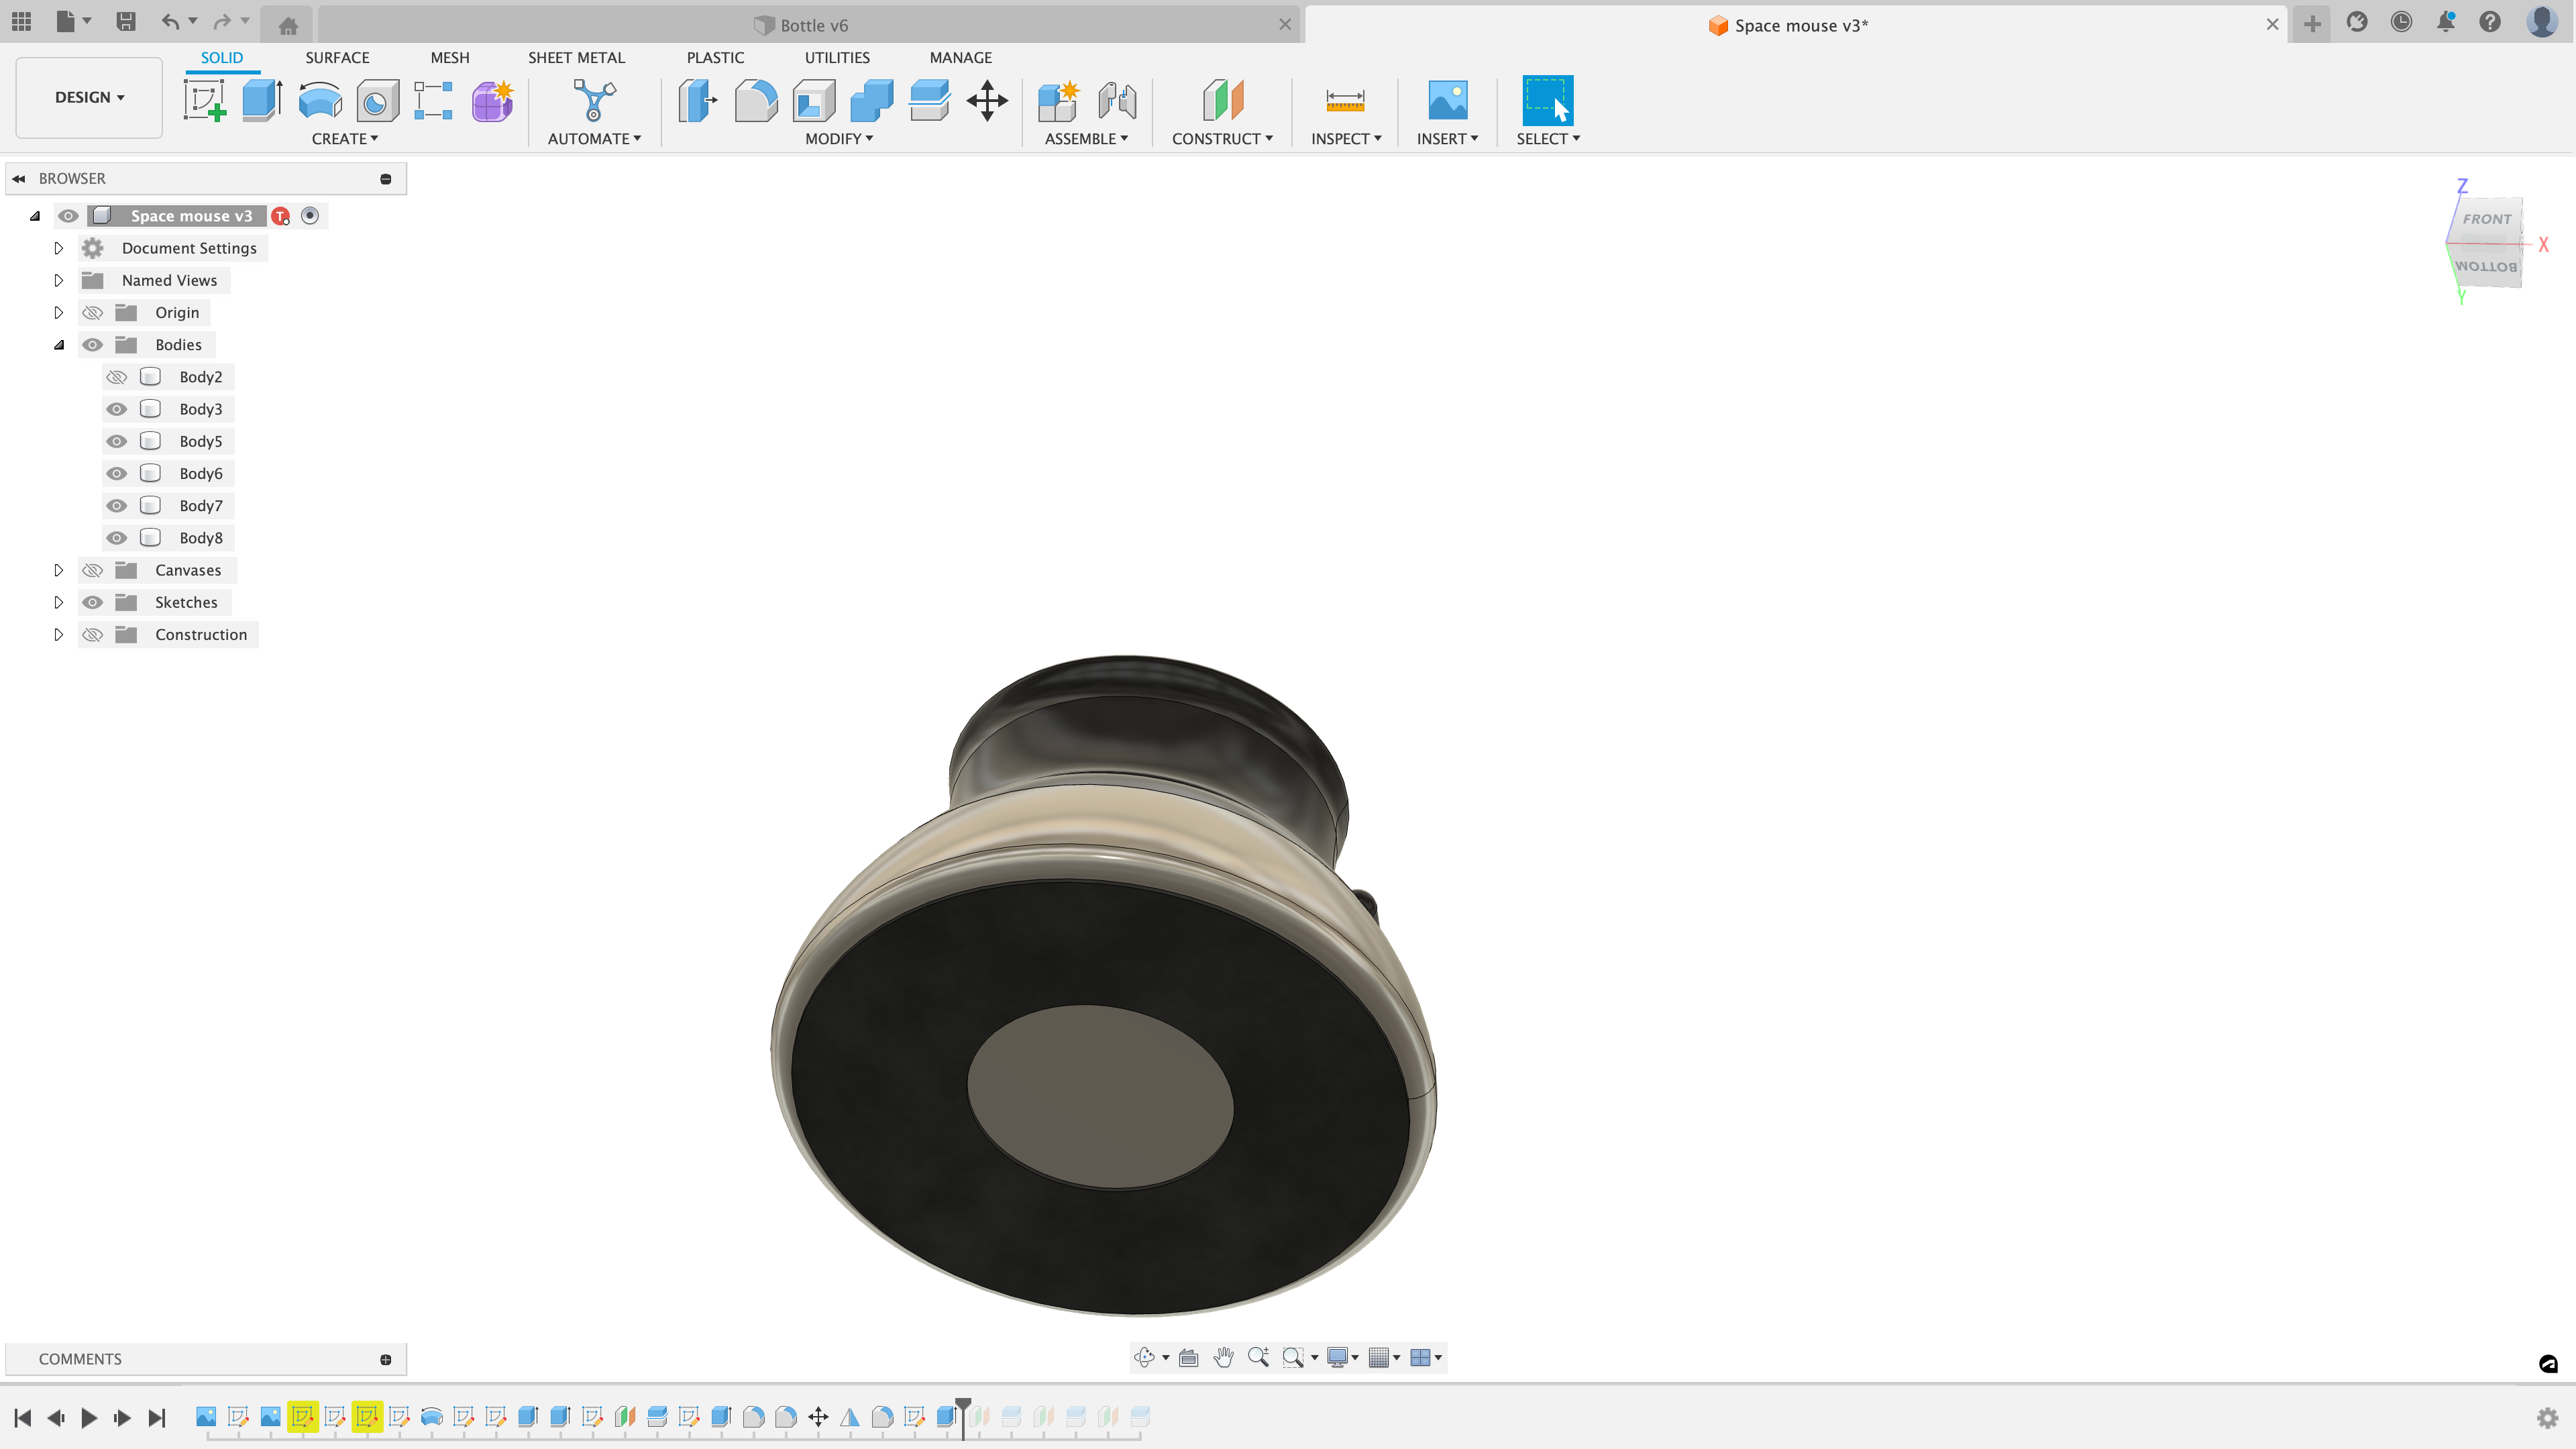 Bottle v6
Space mouse v3*
SOLID SURFACE MESH SHEET METAL PLASTIC UTILITIES MANAGE
DESIGN
CREATE AUTOMATE MODIFY ASSEMBLE CONSTRUCT INSPECT INSERT SELECT
BROWSER
Space mouse v3 T
Document Settings
Named Views
Origin
Bodies
Body2
Body3
Body5
Body6
Body7
Body8
Canvases
Sketches
Construction
Z
FRONT
X
BOTTOM
Y
COMMENTS